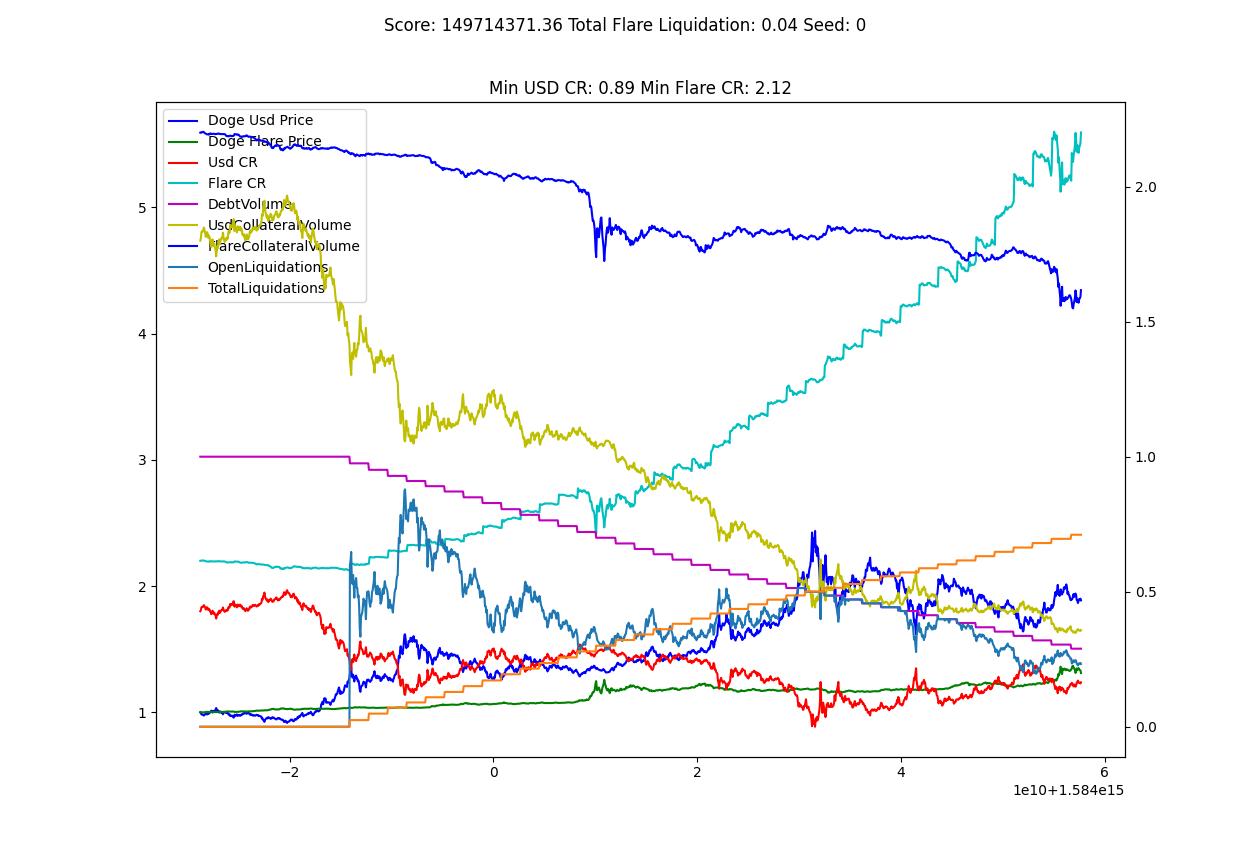 Score: 149714371.36 Total Flare Liquidation: 0.04 Seed: 0
Min USD CR: 0.89 Min Flare CR: 2.12
Doge Usd Price
Doge Flare Price
Usd CR
Flare CR
DebtVolume
UsdCollateralVolume
FlareCollateralVolume
OpenLiquidations
TotalLiquidations
5
4
3
2
1
2.0
1.5
1.0
0.5
0.0
−2
0
2
4
6
1e10+1.584e15